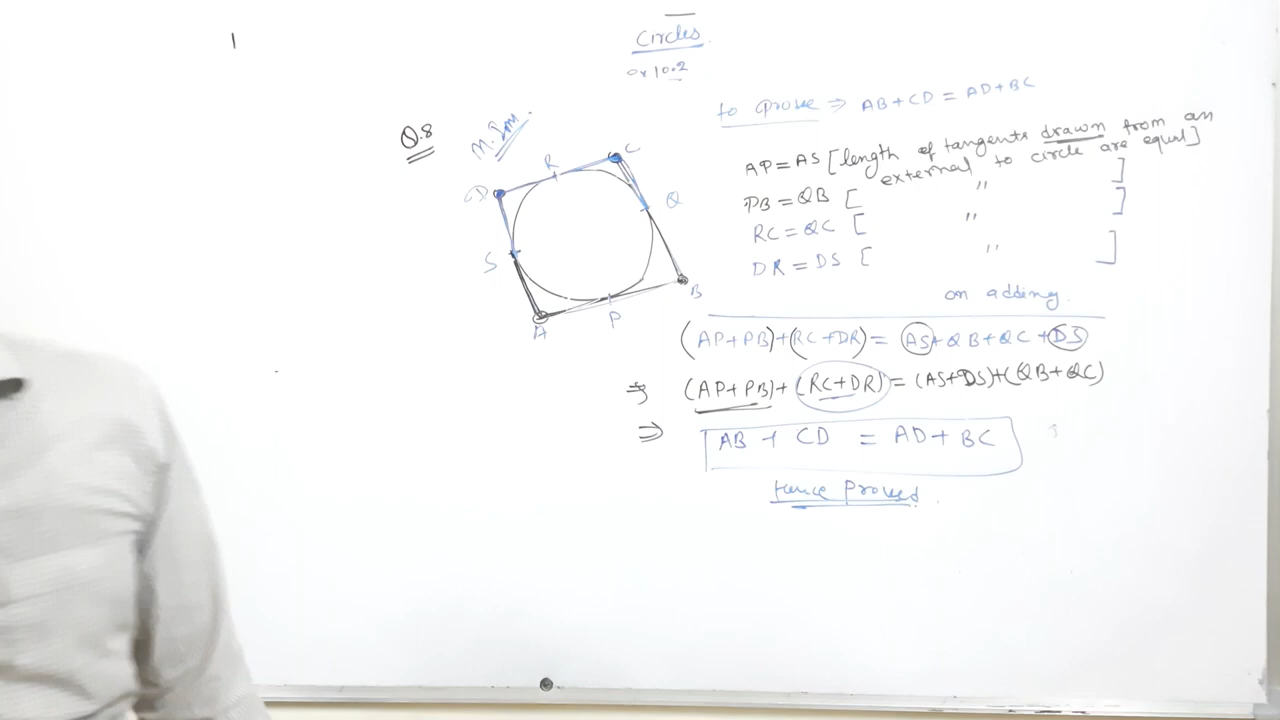 Circles
Ex 10.2
Q.8
M. Imp.
to prove ⇒ AB+CD = AD+BC
D
R
C
Q
S
B
A
P
AP = AS [length of tangents drawn from an
external to circle are equal]
PB = QB [ " ]
RC = QC [ " ]
DR = DS [ " ]
on adding
(AP+PB)+(RC+DR) = AS+QB+QC+DS
⇒ (AP+PB)+(RC+DR) = (AS+DS)+(QB+QC)
⇒ AB + CD = AD + BC
Hence Proved.